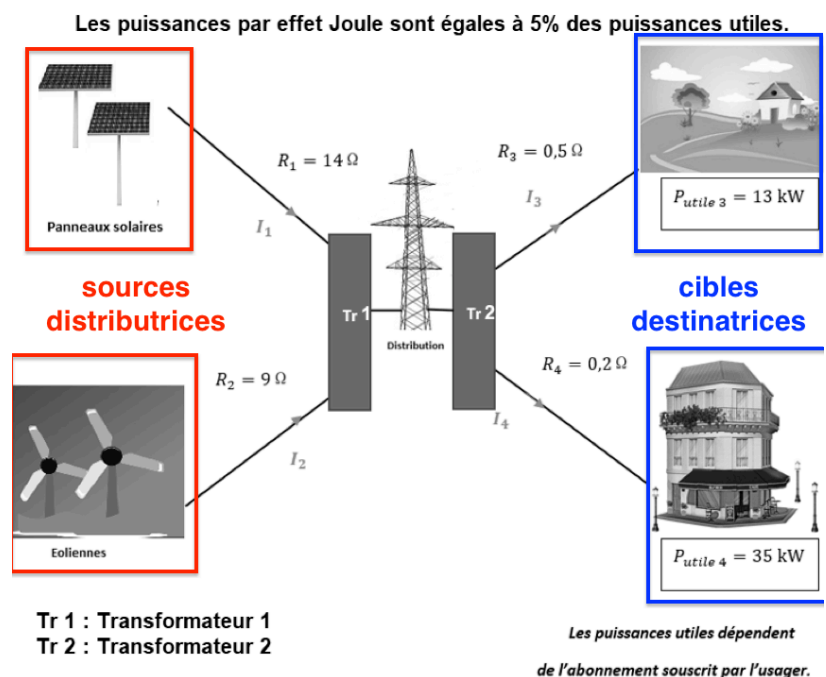 Les puissances par effet Joule sont égales à 5% des puissances utiles.
Panneaux solaires
R₁ = 14 Ω
I₁
R₃ = 0,5 Ω
I₃
P_utile 3 = 13 kW
sources
distributrices
Tr 1
Tr 2
Distribution
cibles
destinatrices
R₂ = 9 Ω
I₂
R₄ = 0,2 Ω
I₄
Eoliennes
P_utile 4 = 35 kW
Tr 1 : Transformateur 1
Tr 2 : Transformateur 2
Les puissances utiles dépendent
de l'abonnement souscrit par l'usager.